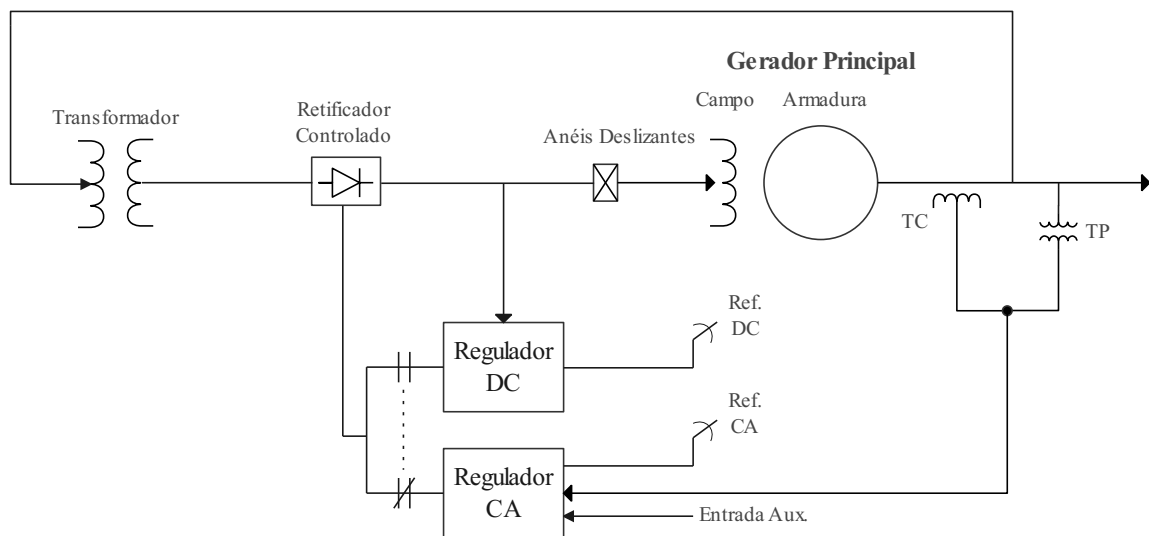 Gerador Principal
Transformador
Retificador
Controlado
Anéis Deslizantes
Campo
Armadura
TC
TP
Ref.
DC
Regulador
DC
Ref.
CA
Regulador
CA
Entrada Aux.